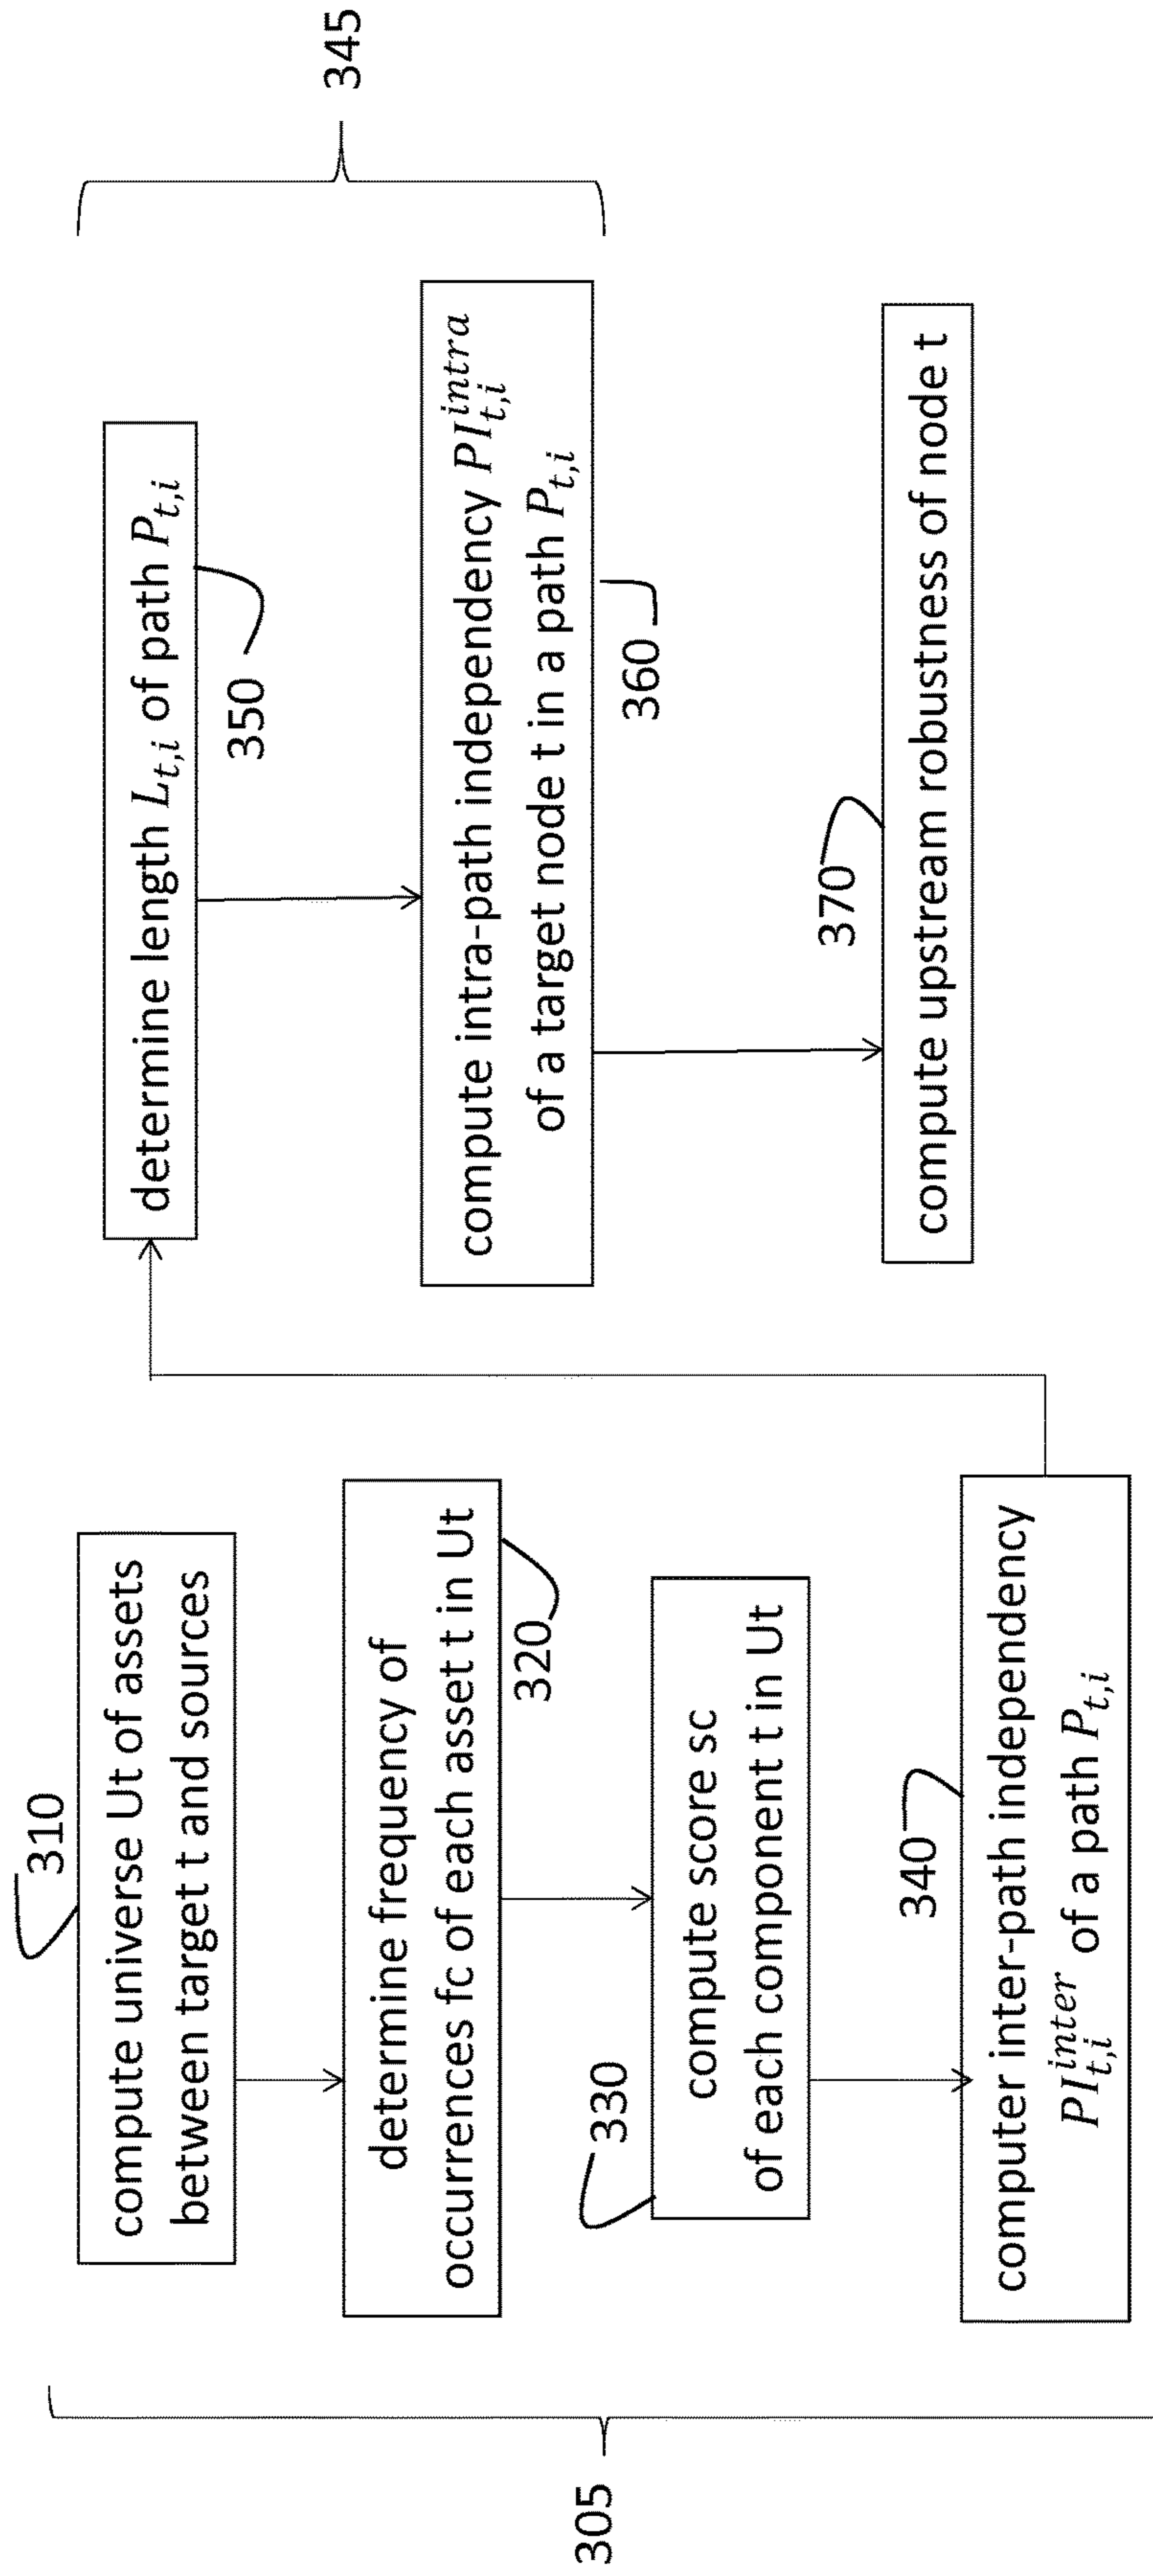 310
compute universe Ut of assets
between target t and sources
determine frequency of
occurrences fc of each asset t in Ut
320
330
compute score sc
of each component t in Ut
340
computer inter-path independency
$PI_{t,i}^{inter}$ of a path $P_{t,i}$
305
determine length $L_{t,i}$ of path $P_{t,i}$
350
compute intra-path independency $PI_{t,i}^{intra}$
of a target node t in a path $P_{t,i}$
360
345
370
compute upstream robustness of node t